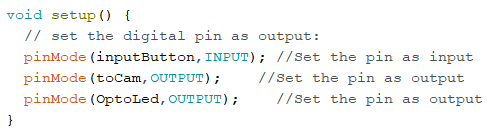 void setup() {
// set the digital pin as output:
pinMode(inputButton,INPUT); //Set the pin as input
pinMode(toCam,OUTPUT); //Set the pin as output
pinMode(OptoLed,OUTPUT); //Set the pin as output
}